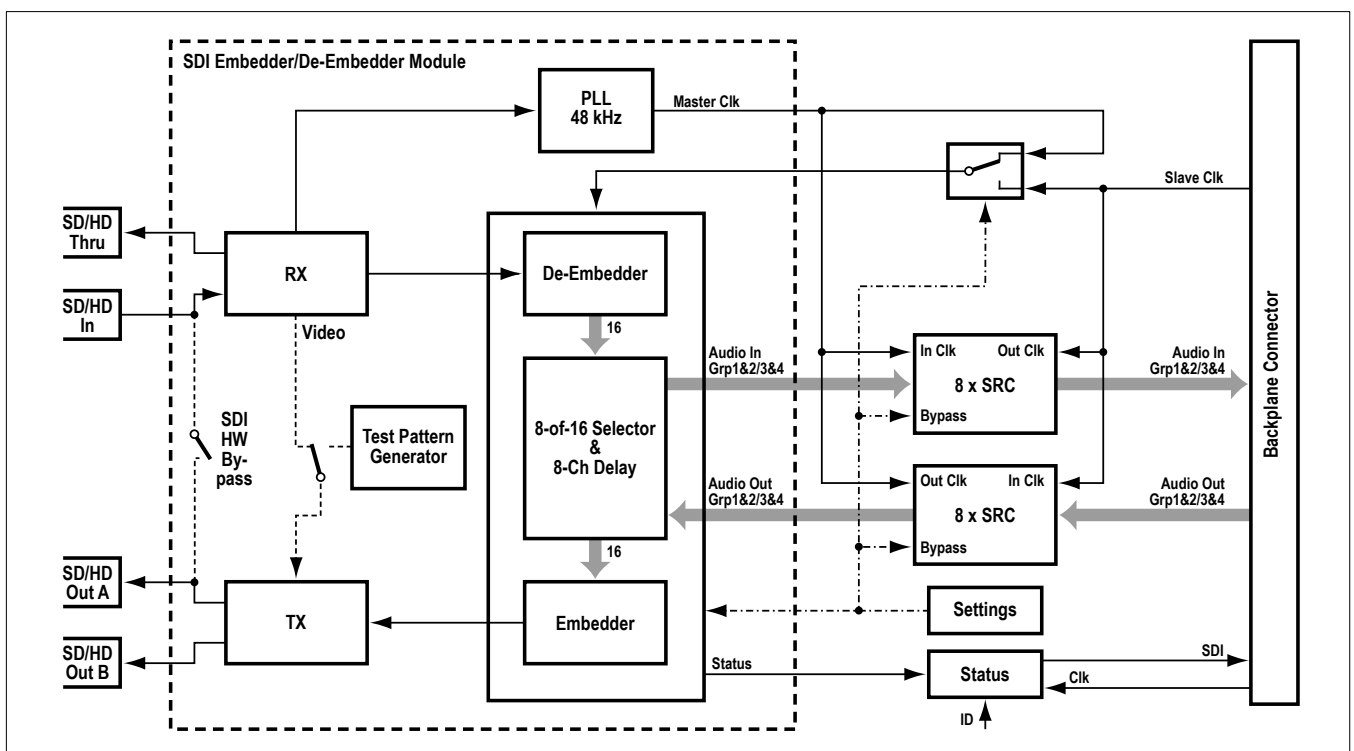 SDI Embedder/De-Embedder Module
PLL
48 kHz
Master Clk
Slave Clk
SD/HD
Thru
RX
De-Embedder
SD/HD
In
Video
16
SDI
HW
By-
pass
Test Pattern
Generator
8-of-16 Selector
&
8-Ch Delay
Audio In
Grp1&2/3&4
In Clk
Out Clk
8 x SRC
Bypass
Audio In
Grp1&2/3&4
Audio Out
Grp1&2/3&4
Out Clk
In Clk
8 x SRC
Bypass
Audio Out
Grp1&2/3&4
Backplane Connector
16
SD/HD
Out A
TX
Embedder
Settings
SD/HD
Out B
Status
Status
SDI
Clk
ID